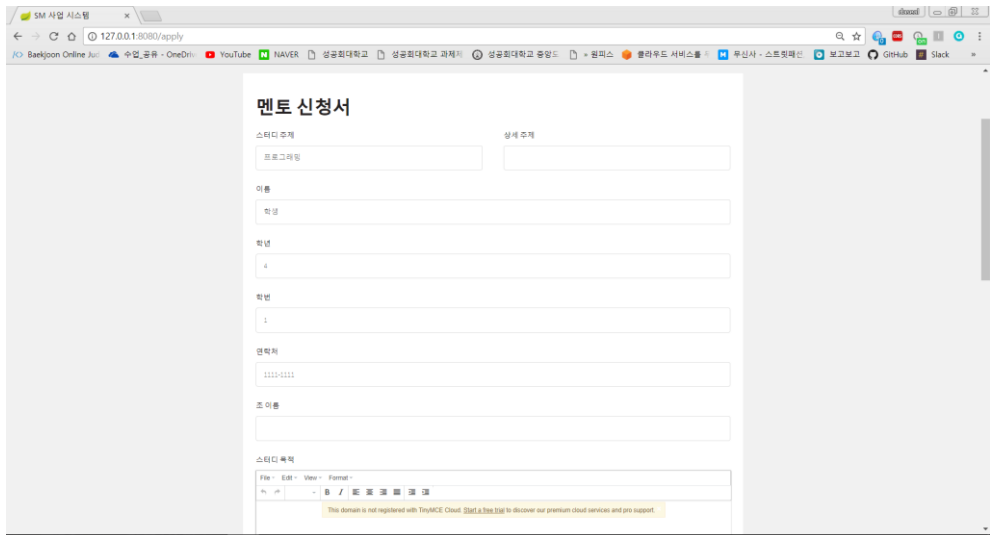 SM 사업 시스템
127.0.0.1:8080/apply
Baekjoon Online Jud 수업_공유 - OneDriv YouTube NAVER 성공회대학교 성공회대학교 과제제 성공회대학교 중앙도 » 원피스 클라우드 서비스를 무신사 - 스트릿패션 보고보고 GitHub Slack »
멘토 신청서
스터디 주제 상세 주제
프로그래밍
이름
학생
학년
4
학번
1
연락처
1111-1111
조 이름
스터디 목적
File Edit View Format
B I
This domain is not registered with TinyMCE Cloud. Start a free trial to discover our premium cloud services and pro support.